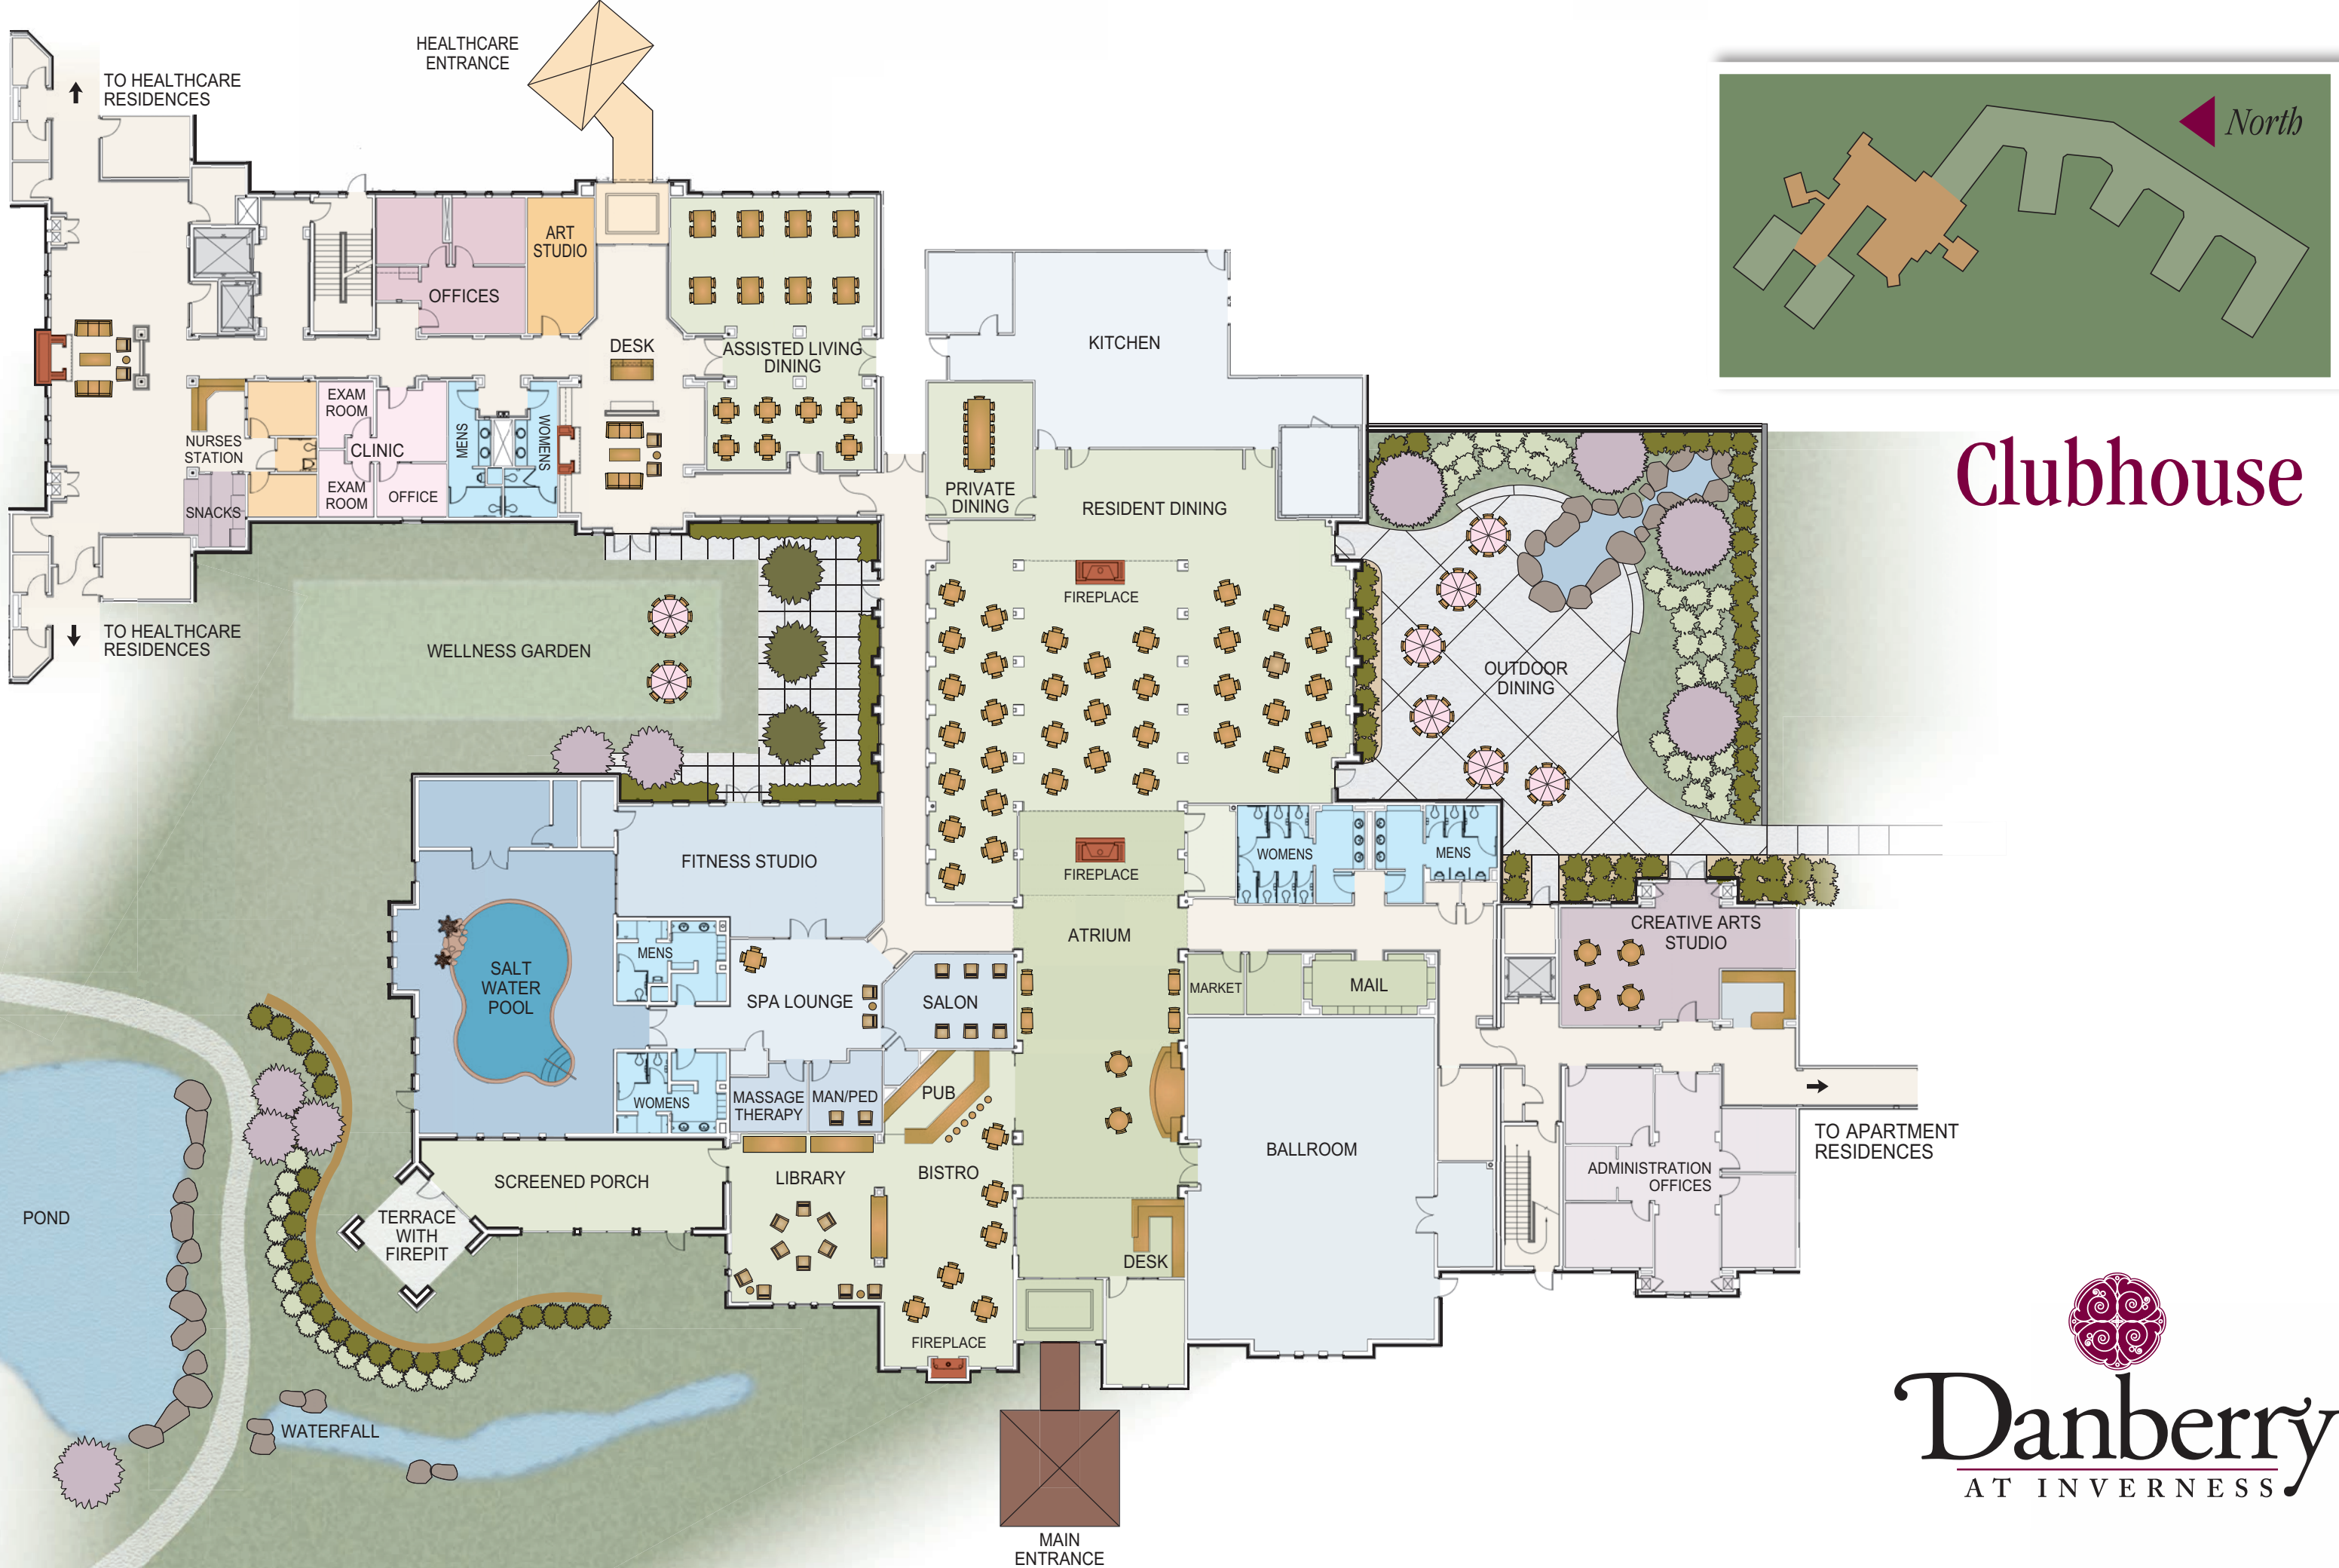 HEALTHCARE
ENTRANCE
TO HEALTHCARE
RESIDENCES
North
Clubhouse
ART
STUDIO
OFFICES
DESK
ASSISTED LIVING
DINING
KITCHEN
EXAM
ROOM
CLINIC
EXAM
ROOM
OFFICE
MENS
WOMENS
NURSES
STATION
SNACKS
PRIVATE
DINING
RESIDENT DINING
FIREPLACE
TO HEALTHCARE
RESIDENCES
WELLNESS GARDEN
OUTDOOR
DINING
FITNESS STUDIO
FIREPLACE
WOMENS
MENS
ATRIUM
CREATIVE ARTS
STUDIO
MENS
SALT
WATER
POOL
SPA LOUNGE
SALON
MARKET
MAIL
WOMENS
MASSAGE
THERAPY
MAN/PED
PUB
BALLROOM
TO APARTMENT
RESIDENCES
ADMINISTRATION
OFFICES
SCREENED PORCH
LIBRARY
BISTRO
POND
TERRACE
WITH
FIREPIT
DESK
FIREPLACE
WATERFALL
MAIN
ENTRANCE
Danberry
AT INVERNESS